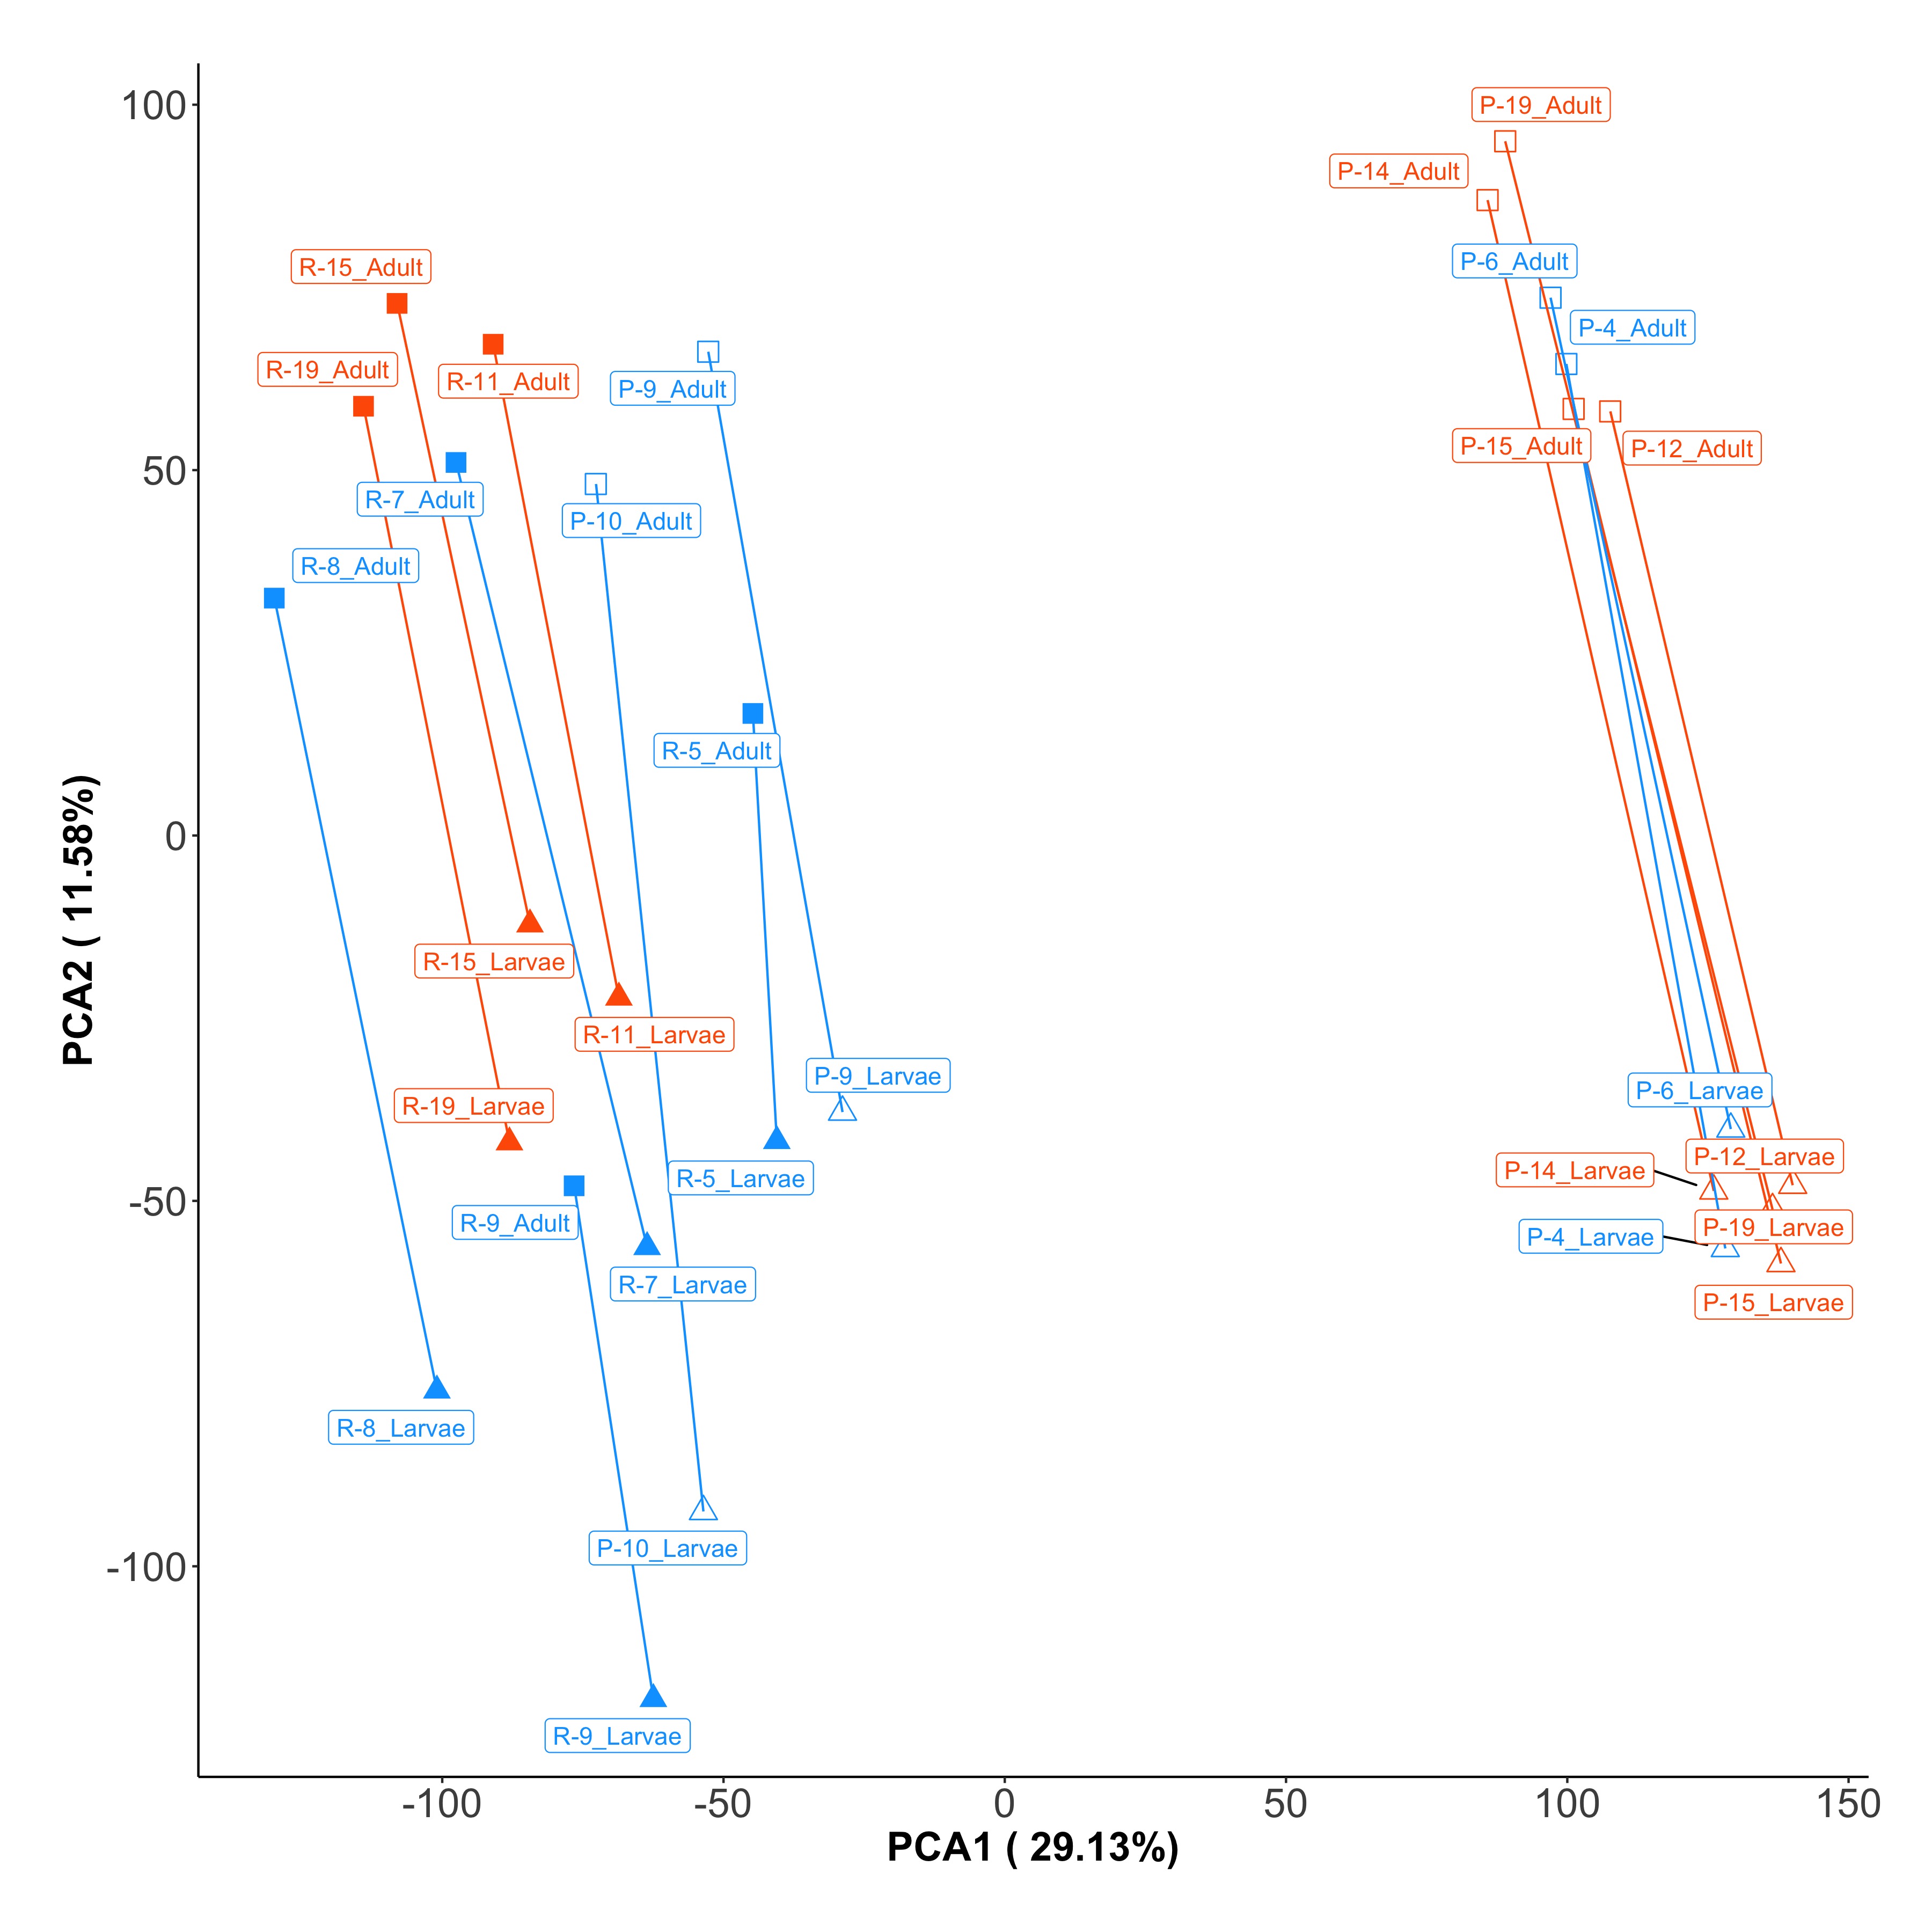 100
50
0
-50
-100
PCA2 ( 11.58%)
P-19_Adult
P-14_Adult
P-6_Adult
R-15_Adult
P-4_Adult
R-19_Adult
R-11_Adult
P-9_Adult
P-15_Adult
P-12_Adult
R-7_Adult
P-10_Adult
R-8_Adult
R-5_Adult
R-15_Larvae
R-11_Larvae
P-9_Larvae
P-6_Larvae
R-19_Larvae
P-12_Larvae
P-14_Larvae
R-5_Larvae
R-9_Adult
P-19_Larvae
P-4_Larvae
R-7_Larvae
P-15_Larvae
R-8_Larvae
P-10_Larvae
R-9_Larvae
-100
-50
0
50
100
150
PCA1 ( 29.13%)